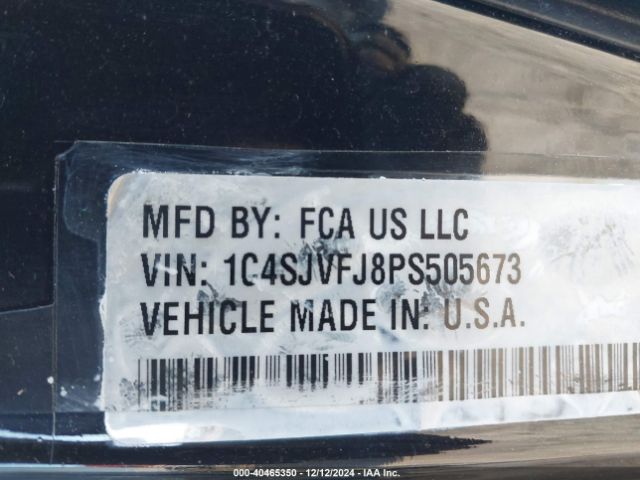 MFD BY: FCA US LLC
VIN: 1C4SJVFJ8PS505673
VEHICLE MADE IN: U.S.A.
000-40465350 - 12/12/2024 - IAA Inc.